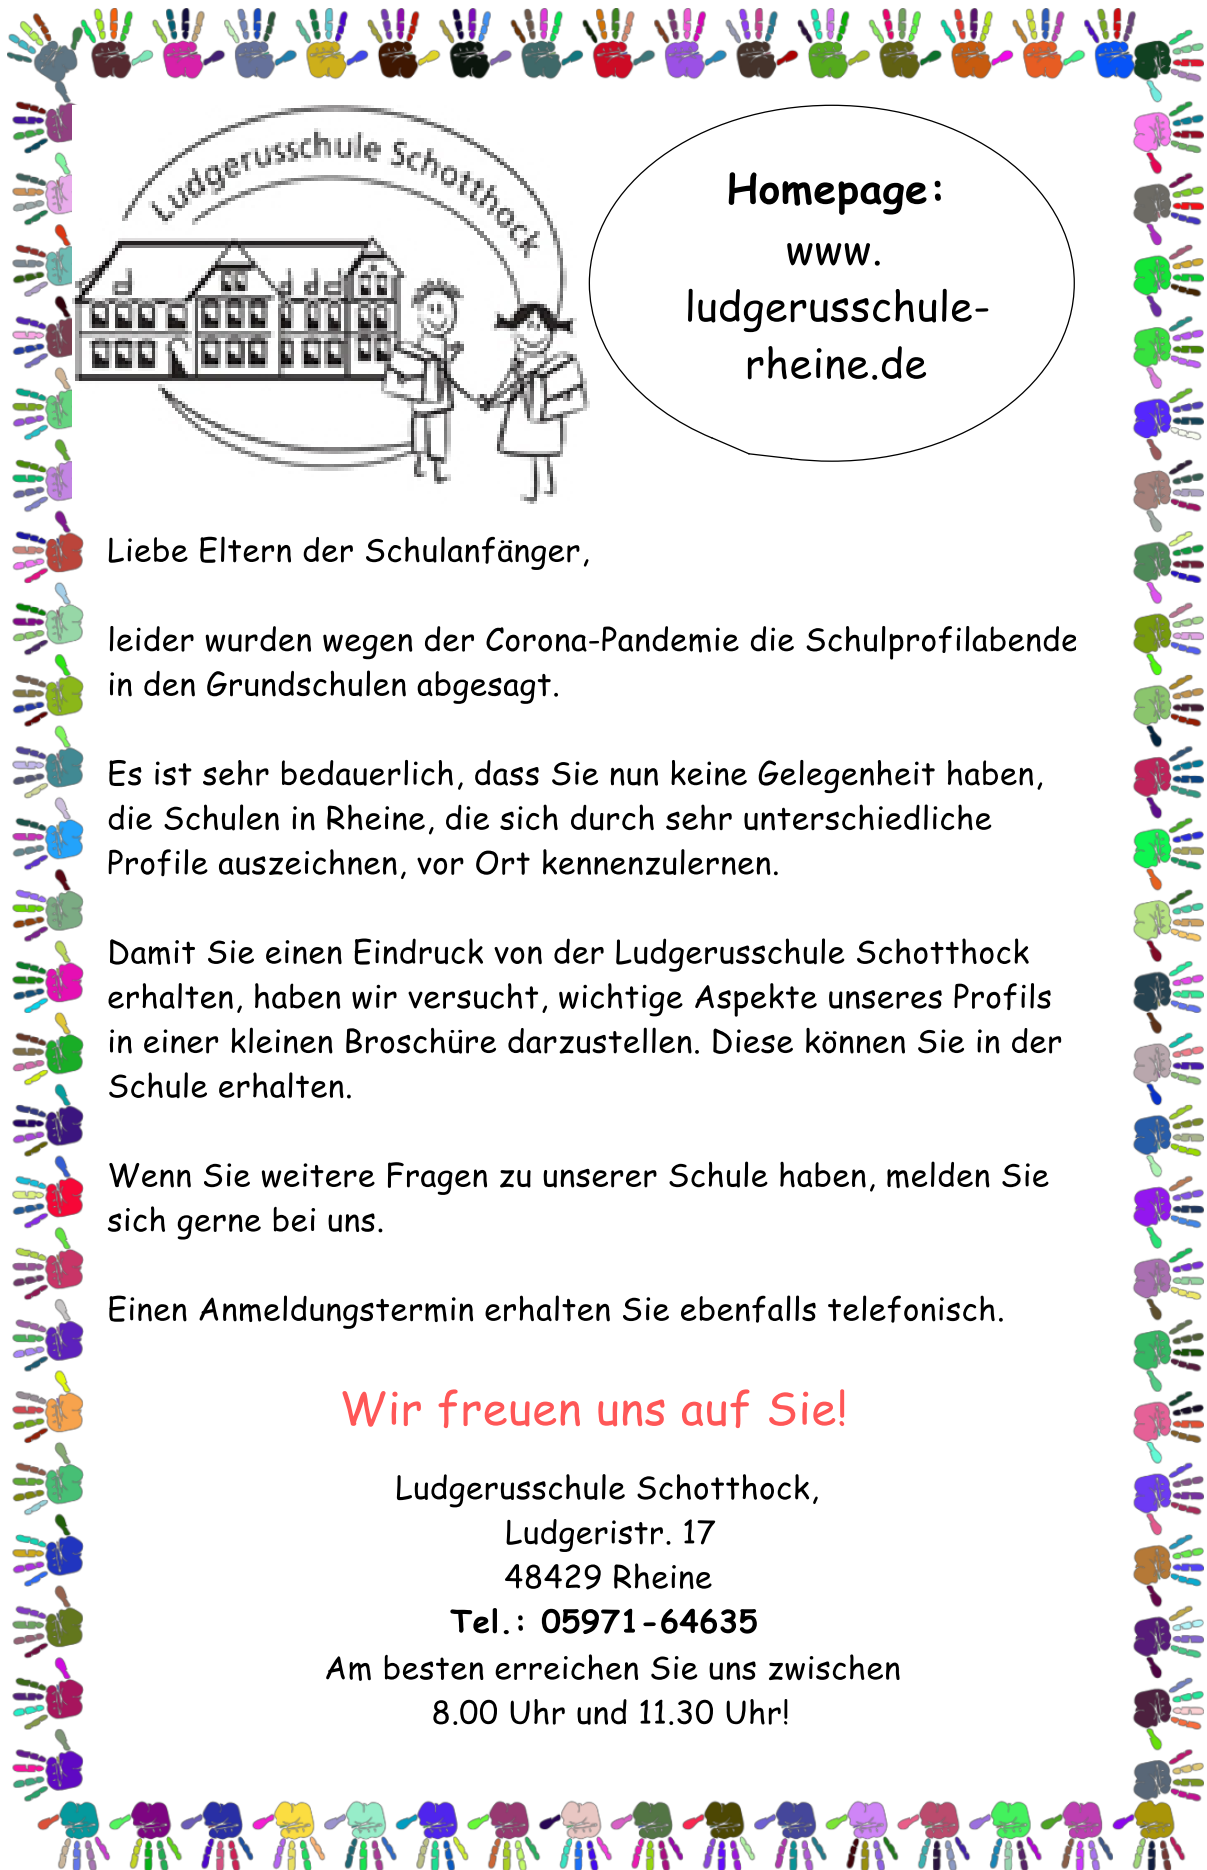 Ludgerusschule Schotthock
Homepage:
www.
ludgerusschule-
rheine.de
Liebe Eltern der Schulanfänger,
leider wurden wegen der Corona-Pandemie die Schulprofilabende
in den Grundschulen abgesagt.
Es ist sehr bedauerlich, dass Sie nun keine Gelegenheit haben,
die Schulen in Rheine, die sich durch sehr unterschiedliche
Profile auszeichnen, vor Ort kennenzulernen.
Damit Sie einen Eindruck von der Ludgerusschule Schotthock
erhalten, haben wir versucht, wichtige Aspekte unseres Profils
in einer kleinen Broschüre darzustellen. Diese können Sie in der
Schule erhalten.
Wenn Sie weitere Fragen zu unserer Schule haben, melden Sie
sich gerne bei uns.
Einen Anmeldungstermin erhalten Sie ebenfalls telefonisch.
Wir freuen uns auf Sie!
Ludgerusschule Schotthock,
Ludgeristr. 17
48429 Rheine
Tel.: 05971-64635
Am besten erreichen Sie uns zwischen
8.00 Uhr und 11.30 Uhr!